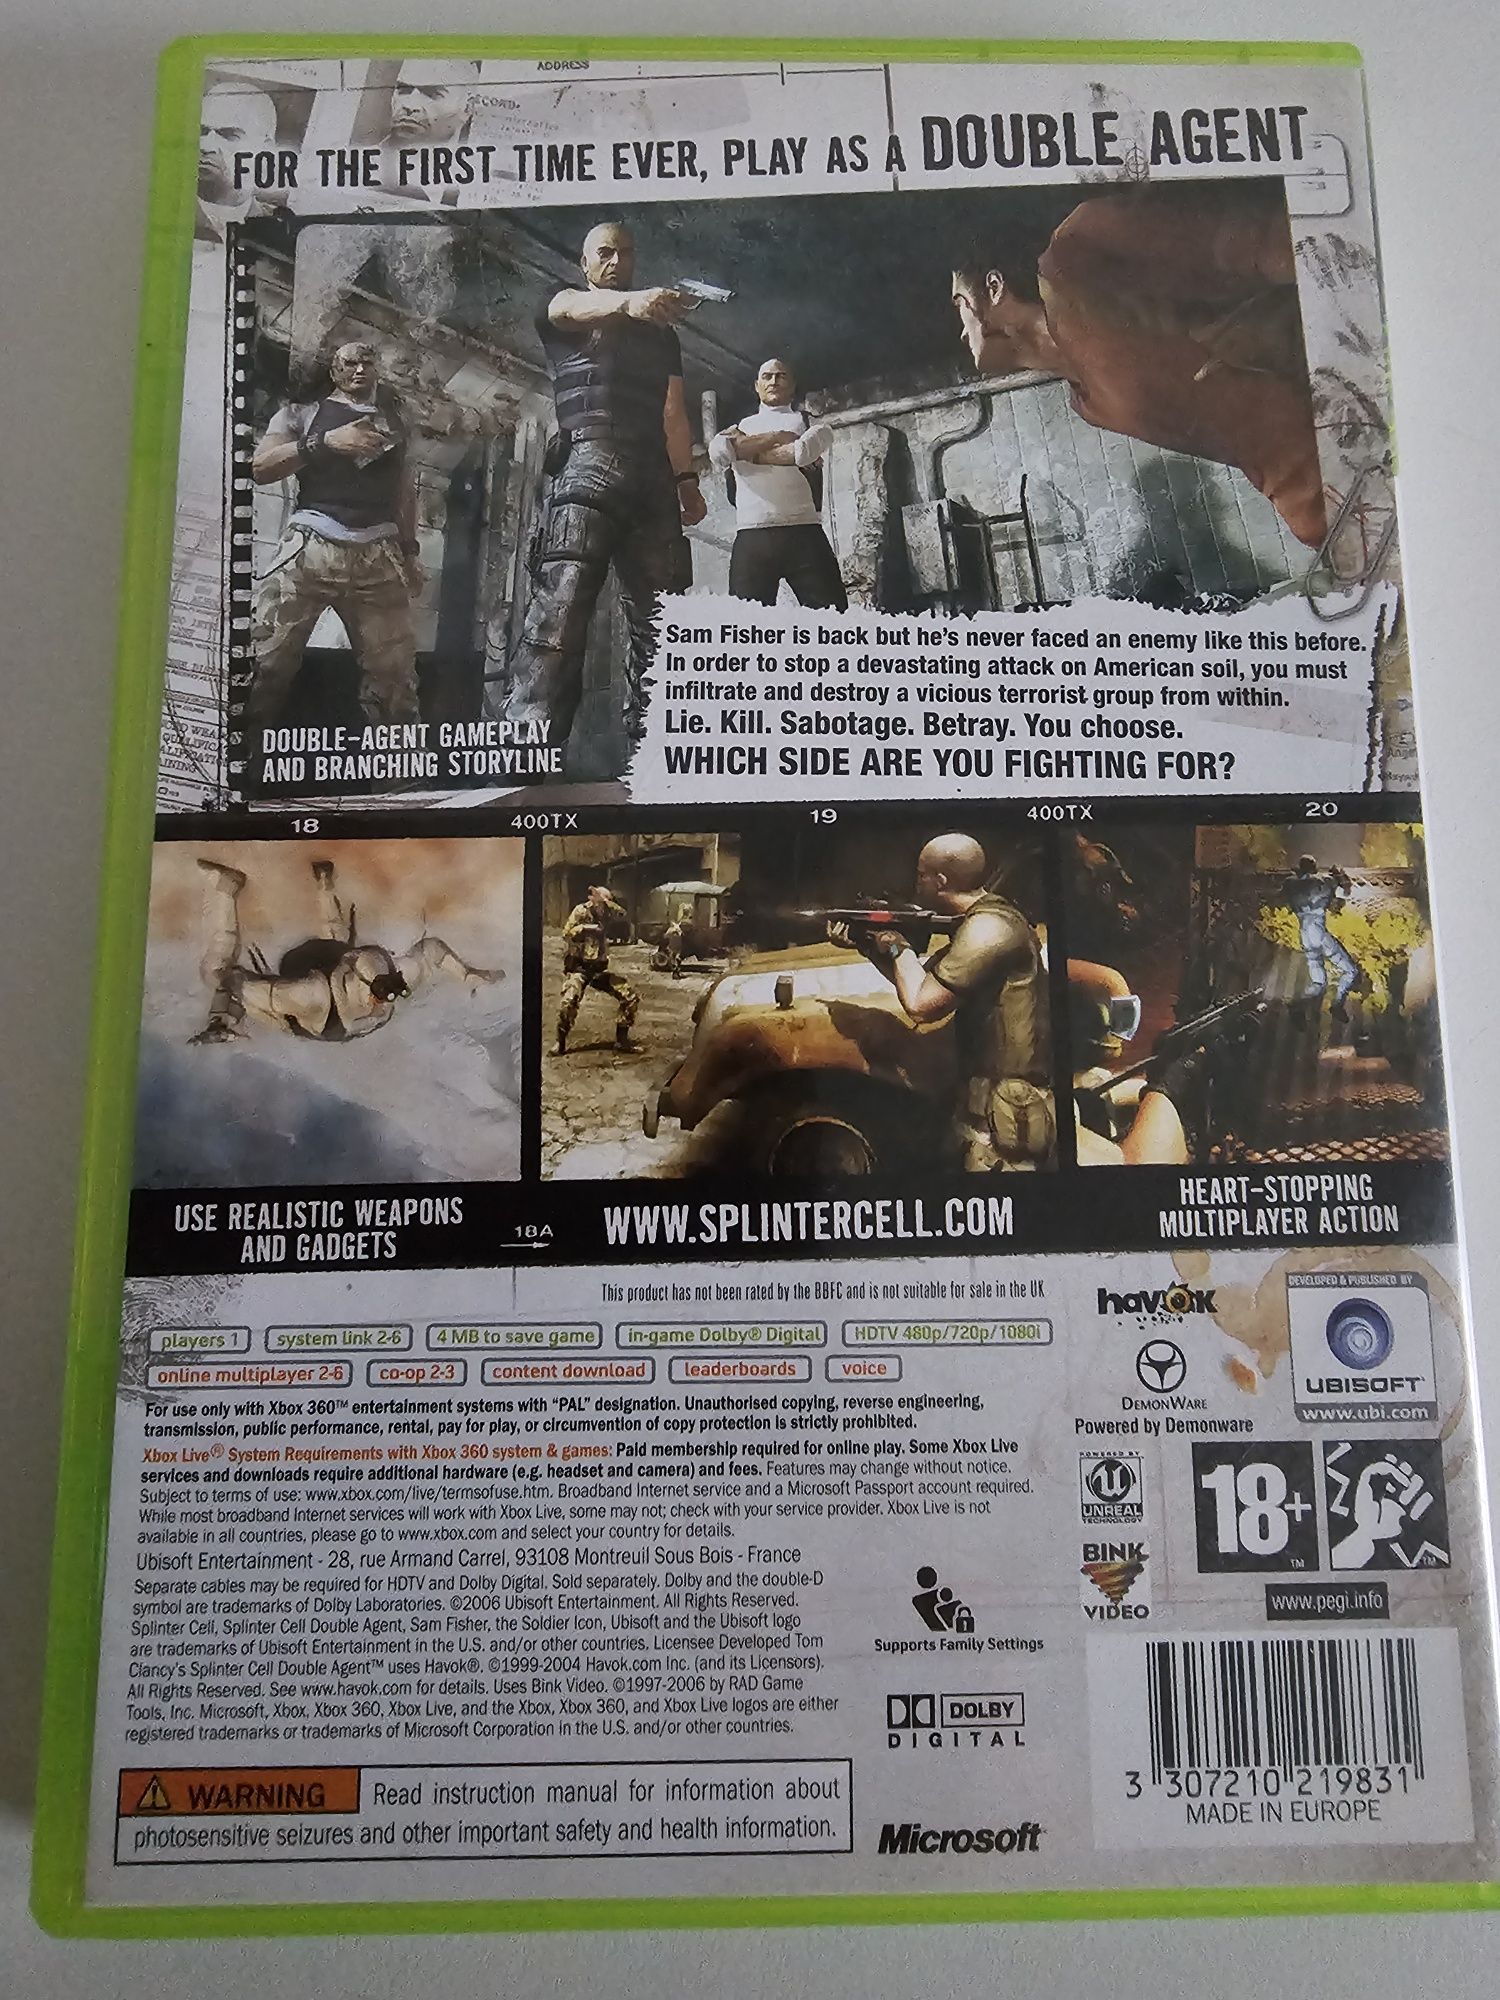 ADDRESS
FOR THE FIRST TIME EVER, PLAY AS A DOUBLE AGENT
Sam Fisher is back but he's never faced an enemy like this before.
In order to stop a devastating attack on American soil, you must
infiltrate and destroy a vicious terrorist group from within.
Lie. Kill. Sabotage. Betray. You choose.
WHICH SIDE ARE YOU FIGHTING FOR?
DOUBLE-AGENT GAMEPLAY
AND BRANCHING STORYLINE
18 400TX 19 400TX 20
USE REALISTIC WEAPONS
AND GADGETS
18A
WWW.SPLINTERCELL.COM
HEART-STOPPING
MULTIPLAYER ACTION
This product has not been rated by the BBFC and is not suitable for sale in the UK
players 1 system link 2-6 4 MB to save game in-game Dolby® Digital HDTV 480p/720p/1080i
online multiplayer 2-6 co-op 2-3 content download leaderboards voice
For use only with Xbox 360™ entertainment systems with "PAL" designation. Unauthorised copying, reverse engineering,
transmission, public performance, rental, pay for play, or circumvention of copy protection is strictly prohibited.
Xbox Live® System Requirements with Xbox 360 system & games: Paid membership required for online play. Some Xbox Live
services and downloads require additional hardware (e.g. headset and camera) and fees. Features may change without notice.
Subject to terms of use: www.xbox.com/live/termsofuse.htm. Broadband Internet service and a Microsoft Passport account required.
While most broadband Internet services will work with Xbox Live, some may not; check with your service provider. Xbox Live is not
available in all countries, please go to www.xbox.com and select your country for details.
Ubisoft Entertainment - 28, rue Armand Carrel, 93108 Montreuil Sous Bois - France
Separate cables may be required for HDTV and Dolby Digital. Sold separately. Dolby and the double-D
symbol are trademarks of Dolby Laboratories. ©2006 Ubisoft Entertainment. All Rights Reserved.
Splinter Cell, Splinter Cell Double Agent, Sam Fisher, the Soldier Icon, Ubisoft and the Ubisoft logo
are trademarks of Ubisoft Entertainment in the U.S. and/or other countries. Licensee Developed Tom
Clancy's Splinter Cell Double Agent™ uses Havok®. ©1999-2004 Havok.com Inc. (and its Licensors).
All Rights Reserved. See www.havok.com for details. Uses Bink Video. ©1997-2006 by RAD Game
Tools, Inc. Microsoft, Xbox, Xbox 360, Xbox Live, and the Xbox, Xbox 360, and Xbox Live logos are either
registered trademarks or trademarks of Microsoft Corporation in the U.S. and/or other countries.
WARNING Read instruction manual for information about
photosensitive seizures and other important safety and health information.
havok
DEMONWARE
Powered by Demonware
DEVELOPED & PUBLISHED BY
UBISOFT
www.ubi.com
POWERED BY
UNREAL
TECHNOLOGY
BINK
VIDEO
18+
TM
TM
www.pegi.info
Supports Family Settings
DOLBY
DIGITAL
Microsoft
3 307210 219831
MADE IN EUROPE